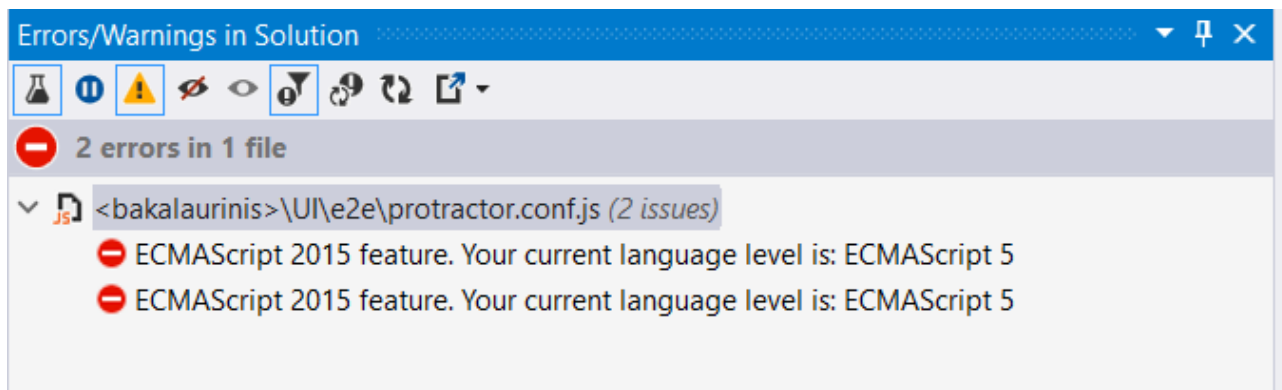 Errors/Warnings in Solution
2 errors in 1 file
JS <bakalaurinis>\UI\e2e\protractor.conf.js (2 issues)
ECMAScript 2015 feature. Your current language level is: ECMAScript 5
ECMAScript 2015 feature. Your current language level is: ECMAScript 5